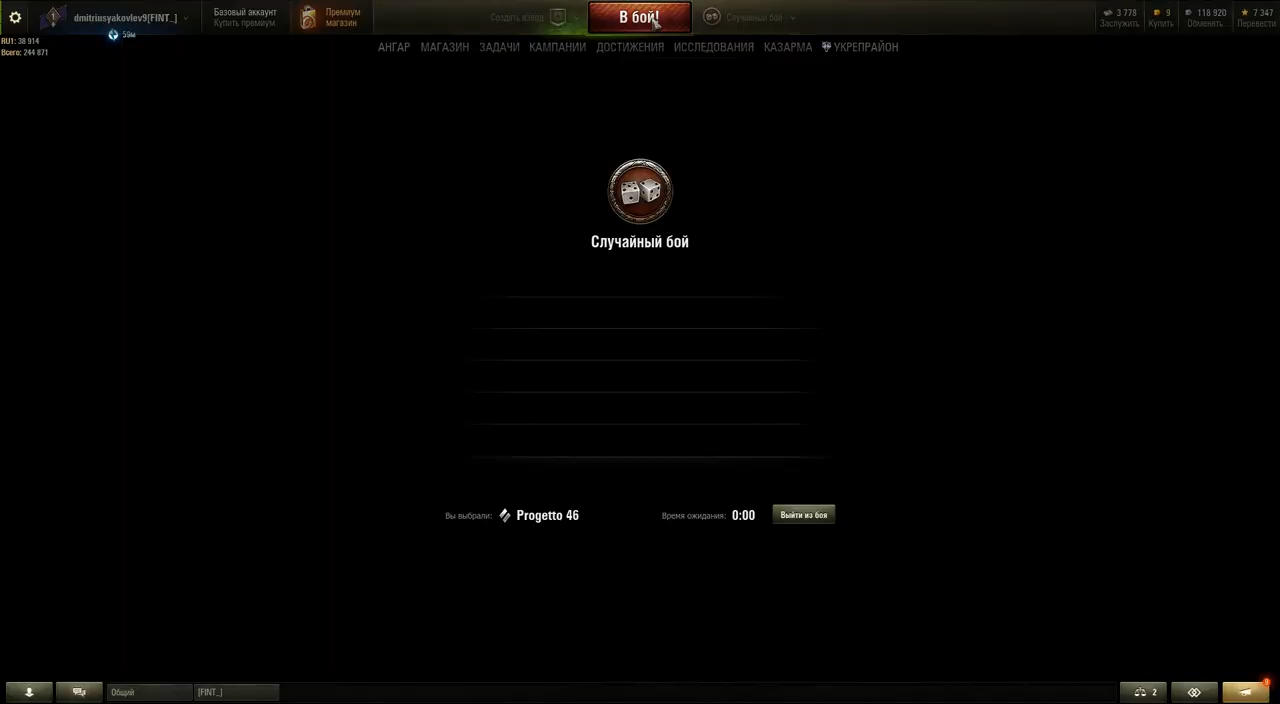 dmitriusyakovlev9[FINT_]
59м
Базовый аккаунт
Купить премиум
Премиум
магазин
Создать взвод
В бой!
Случайный бой
3 778
Заслужить
9
Купить
118 920
Обменять
7 347
Перевести
RU1: 38 914
Всего: 244 871
АНГАР
МАГАЗИН
ЗАДАЧИ
КАМПАНИИ
ДОСТИЖЕНИЯ
ИССЛЕДОВАНИЯ
КАЗАРМА
УКРЕПРАЙОН
Случайный бой
Вы выбрали: Progetto 46
Время ожидания: 0:00
Выйти из боя
Общий
[FINT_]
2
9